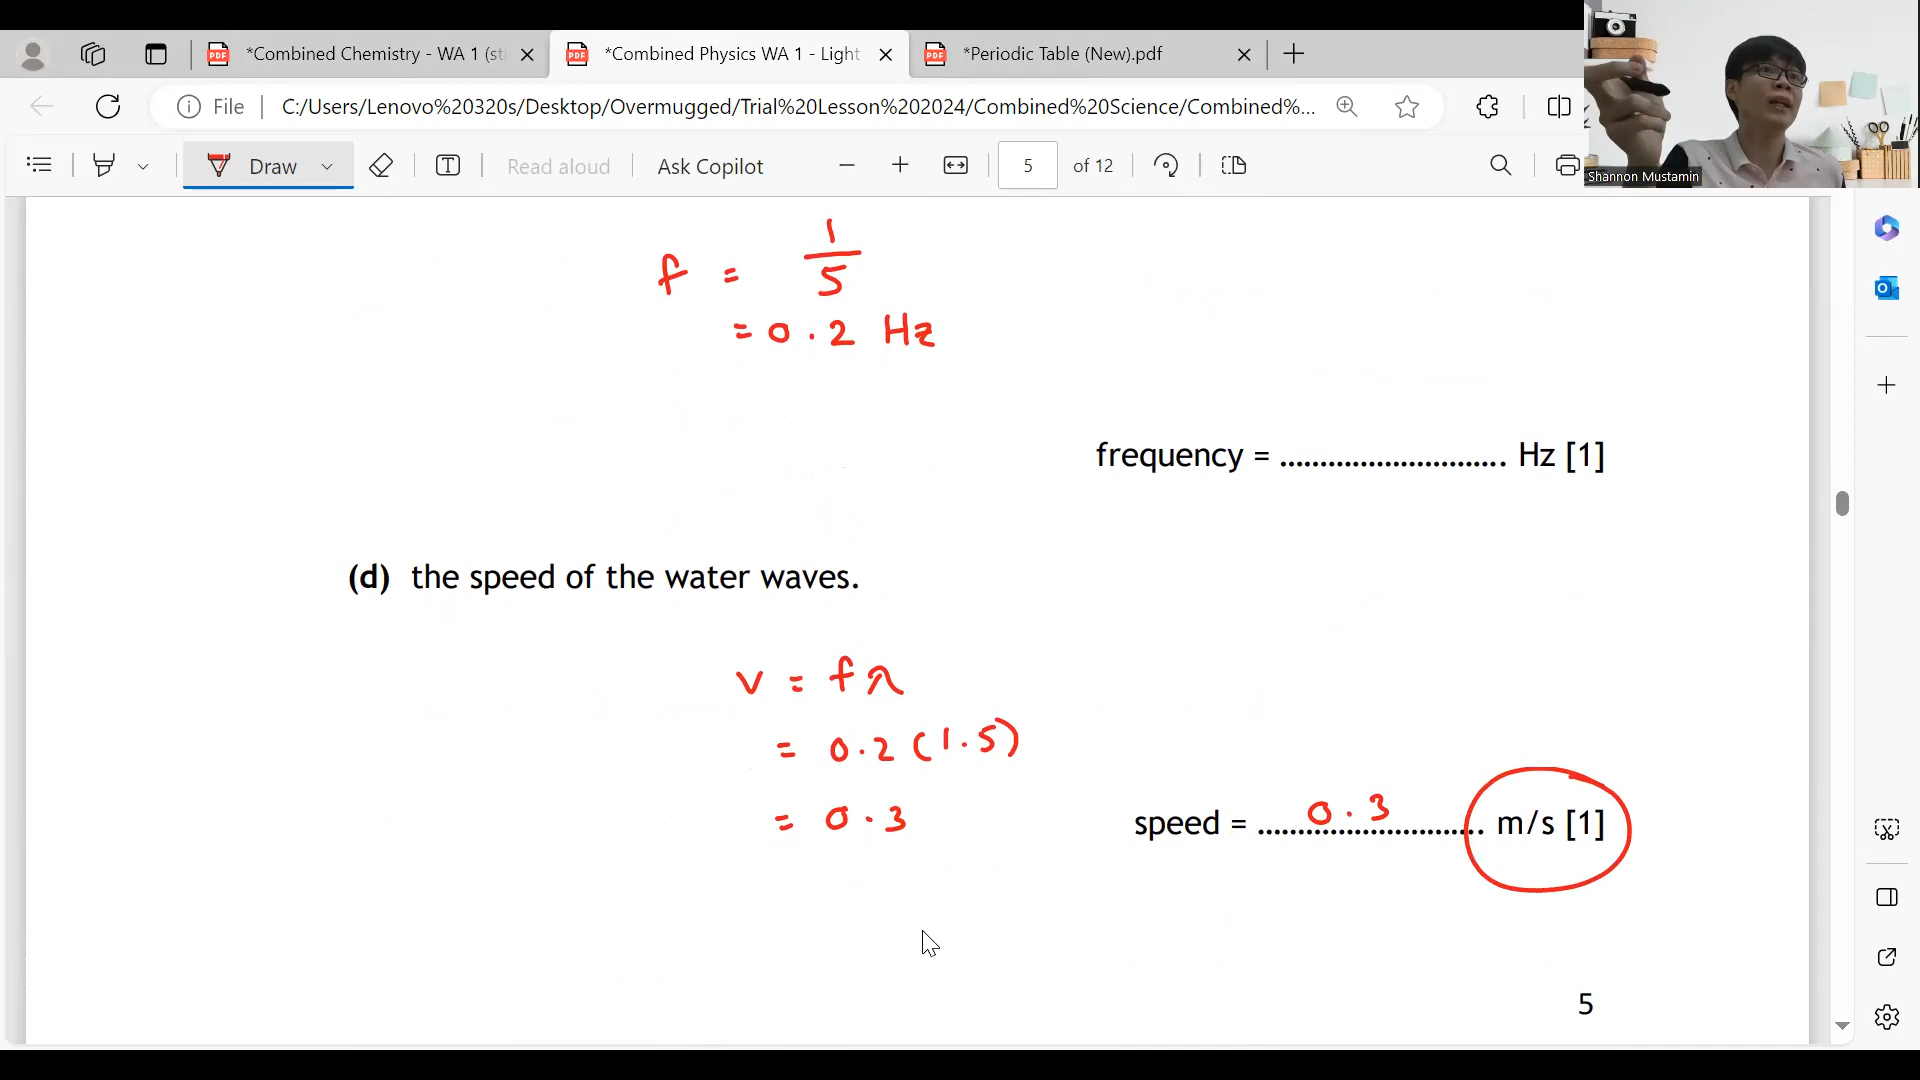 *Combined Chemistry - WA 1 (st
*Combined Physics WA 1 - Light
*Periodic Table (New).pdf
File
C:/Users/Lenovo%20320s/Desktop/Overmugged/Trial%20Lesson%202024/Combined%20Science/Combined%...
Draw
Read aloud
Ask Copilot
5 of 12
Shannon Mustamin
f = 1/5
= 0.2 Hz
frequency = ............................ Hz [1]
(d) the speed of the water waves.
v = fλ
= 0.2 (1.5)
= 0.3
speed = 0.3 ............................ m/s [1]
5